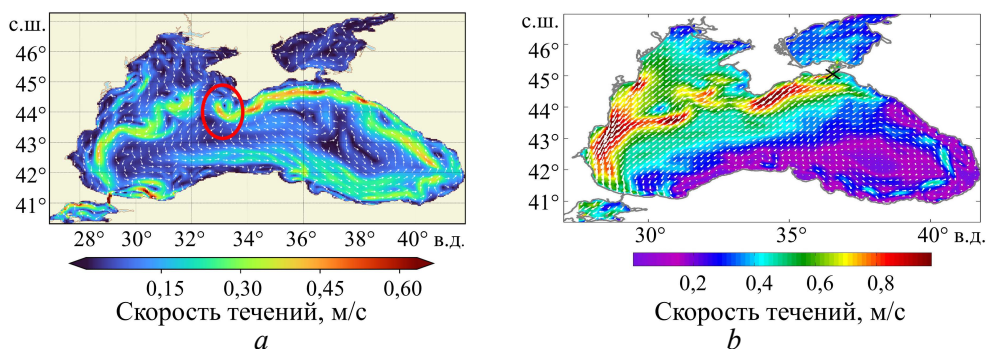 с.ш.
46°
45°
44°
43°
42°
41°
28° 30° 32° 34° 36° 38° 40° в.д.
0,15 0,30 0,45 0,60
Скорость течений, м/с
a
с.ш.
46°
45°
44°
43°
42°
41°
30° 35° 40° в.д.
0,2 0,4 0,6 0,8
Скорость течений, м/с
b